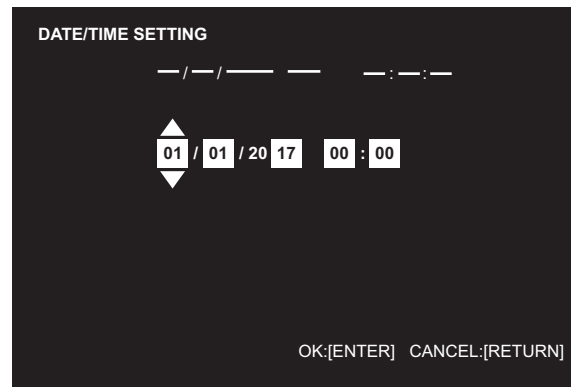 DATE/TIME SETTING
—/—/—— —— —:—:—
01 / 01 / 20 17 00 : 00
OK:[ENTER] CANCEL:[RETURN]